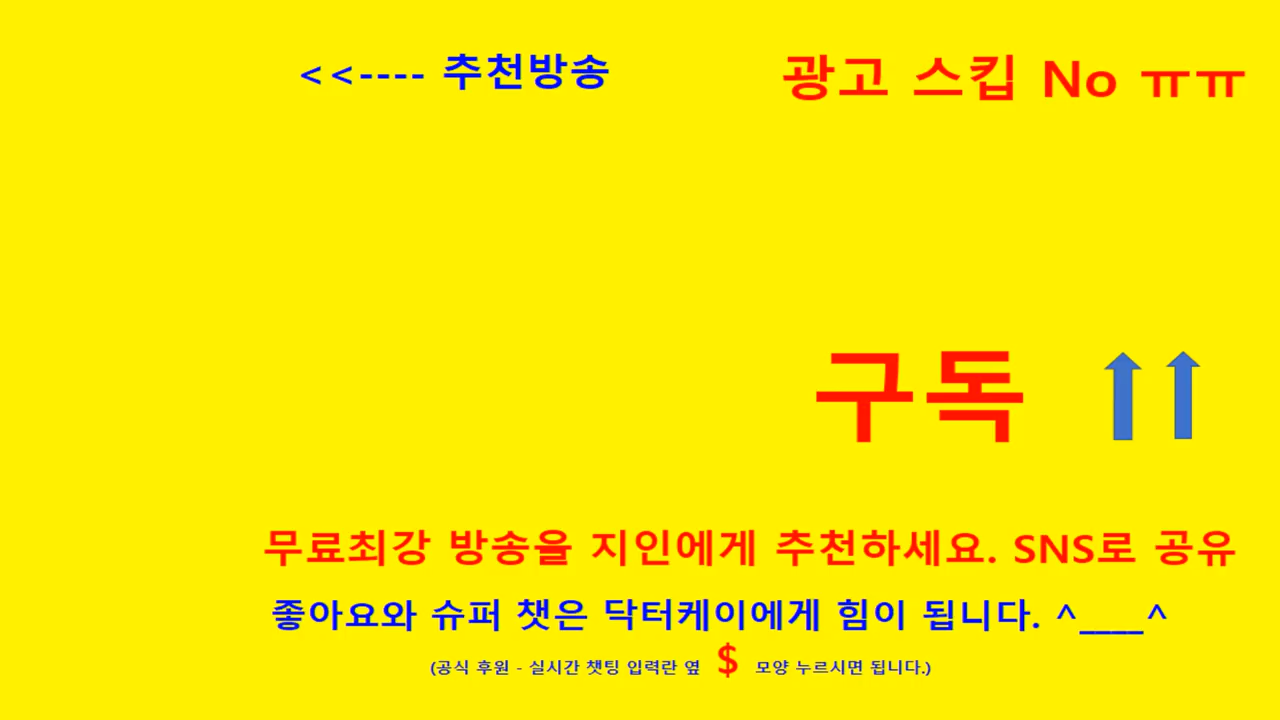 <<---- 추천방송
광고 스킵 No ㅠㅠ
구독
무료최강 방송을 지인에게 추천하세요. SNS로 공유
좋아요와 슈퍼 챗은 닥터케이에게 힘이 됩니다. ^____^
(공식 후원 - 실시간 챗팅 입력란 옆 $ 모양 누르시면 됩니다.)